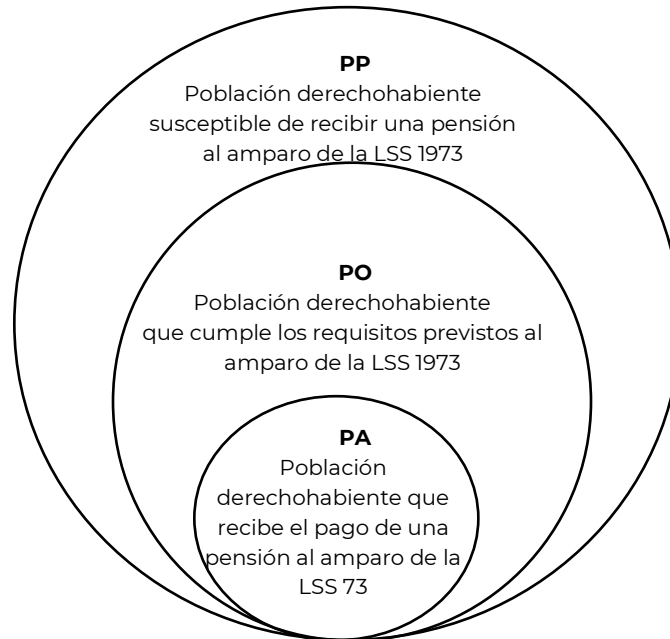 PP
Población derechohabiente
susceptible de recibir una pensión
al amparo de la LSS 1973
PO
Población derechohabiente
que cumple los requisitos previstos al
amparo de la LSS 1973
PA
Población
derechohabiente que
recibe el pago de una
pensión al amparo de la
LSS 73